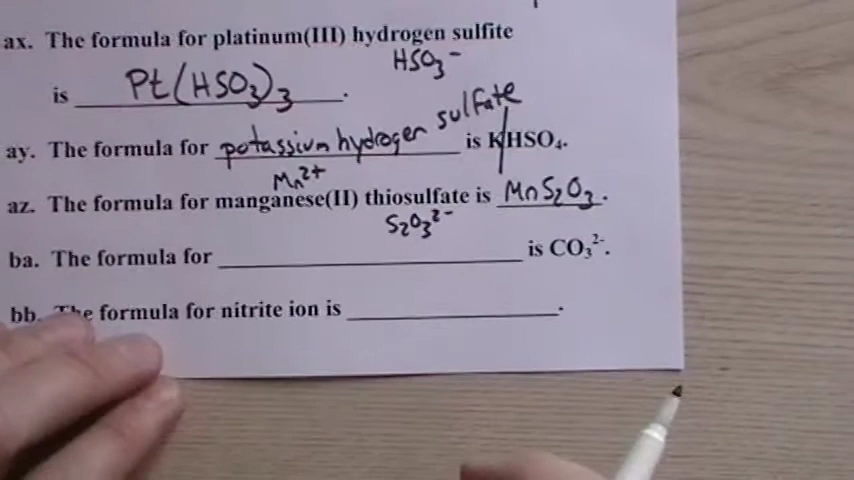 ax. The formula for platinum(III) hydrogen sulfite
HSO₃⁻
is Pt(HSO₃)₃.
ay. The formula for potassium hydrogen sulfate is KHSO₄.
Mn²⁺
az. The formula for manganese(II) thiosulfate is MnS₂O₃.
S₂O₃²⁻
ba. The formula for ____________ is CO₃²⁻.
bb. The formula for nitrite ion is ____________.